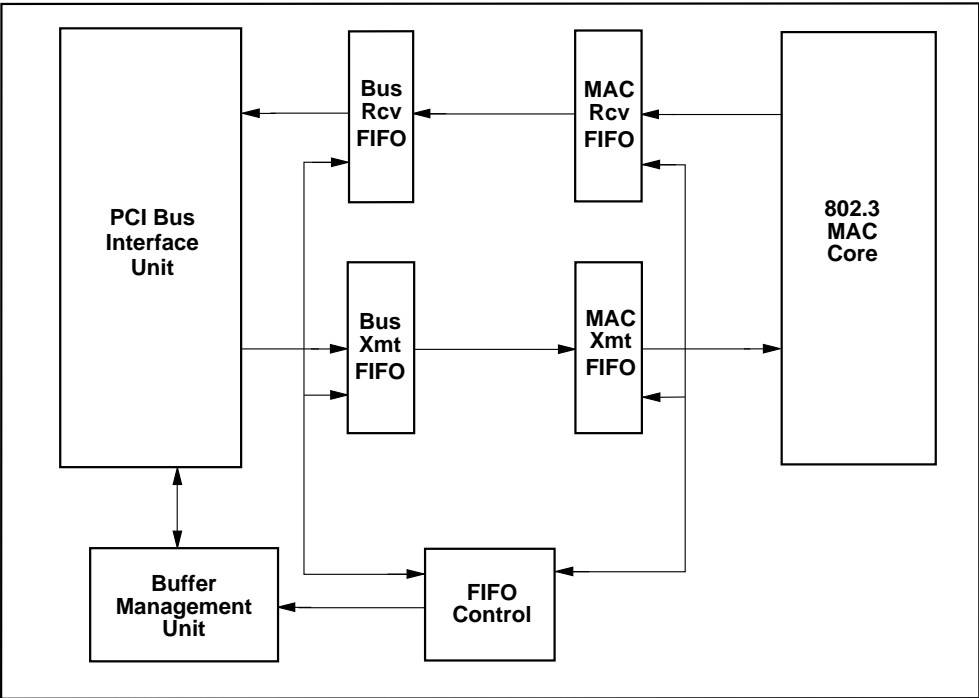 Bus
Rcv
FIFO
MAC
Rcv
FIFO
PCI Bus
Interface
Unit
802.3
MAC
Core
Bus
Xmt
FIFO
MAC
Xmt
FIFO
Buffer
Management
Unit
FIFO
Control